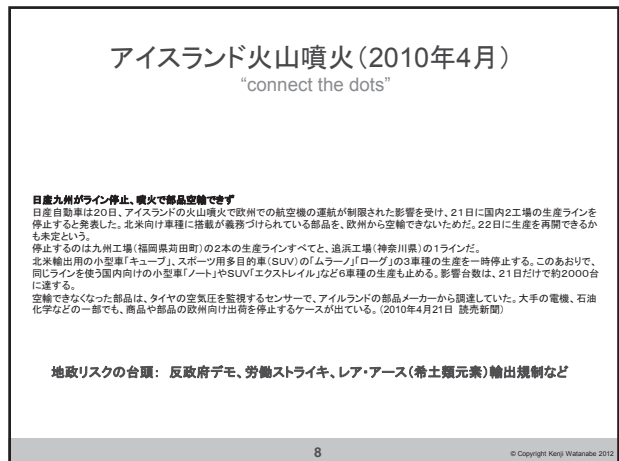 アイスランド火山噴火(2010年4月)
“connect the dots”
日産九州がライン停止、噴火で部品空輸できず
日産自動車は20日、アイスランドの火山噴火で欧州での航空機の運航が制限された影響を受け、21日に国内2工場の生産ラインを
停止すると発表した。北米向け車種に搭載が義務づけられている部品を、欧州から空輸できないためだ。22日に生産を再開できるか
も未定という。
停止するのは九州工場(福岡県苅田町)の2本の生産ラインすべてと、追浜工場(神奈川県)の1ラインだ。
北米輸出用の小型車「キューブ」、スポーツ用多目的車(SUV)の「ムラーノ」「ローグ」の3車種の生産を一時停止する。このあおりで、
同じラインを使う国内向けの小型車「ノート」やSUV「エクストレイル」など6車種の生産も止める。影響台数は、21日だけで約2000台
に達する。
空輸できなくなった部品は、タイヤの空気圧を監視するセンサーで、アイルランドの部品メーカーから調達していた。大手の電機、石油
化学などの一部でも、商品や部品の欧州向け出荷を停止するケースが出ている。(2010年4月21日 読売新聞)
地政リスクの台頭: 反政府デモ、労働ストライキ、レア・アース(希土類元素)輸出規制など
8
© Copyright Kenji Watanabe 2012